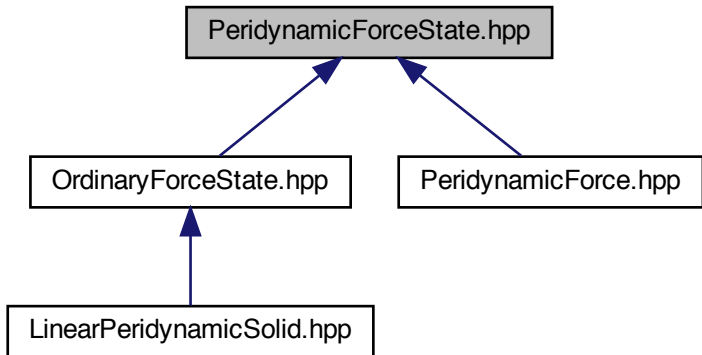 PeridynamicForceState.hpp
OrdinaryForceState.hpp
PeridynamicForce.hpp
LinearPeridynamicSolid.hpp